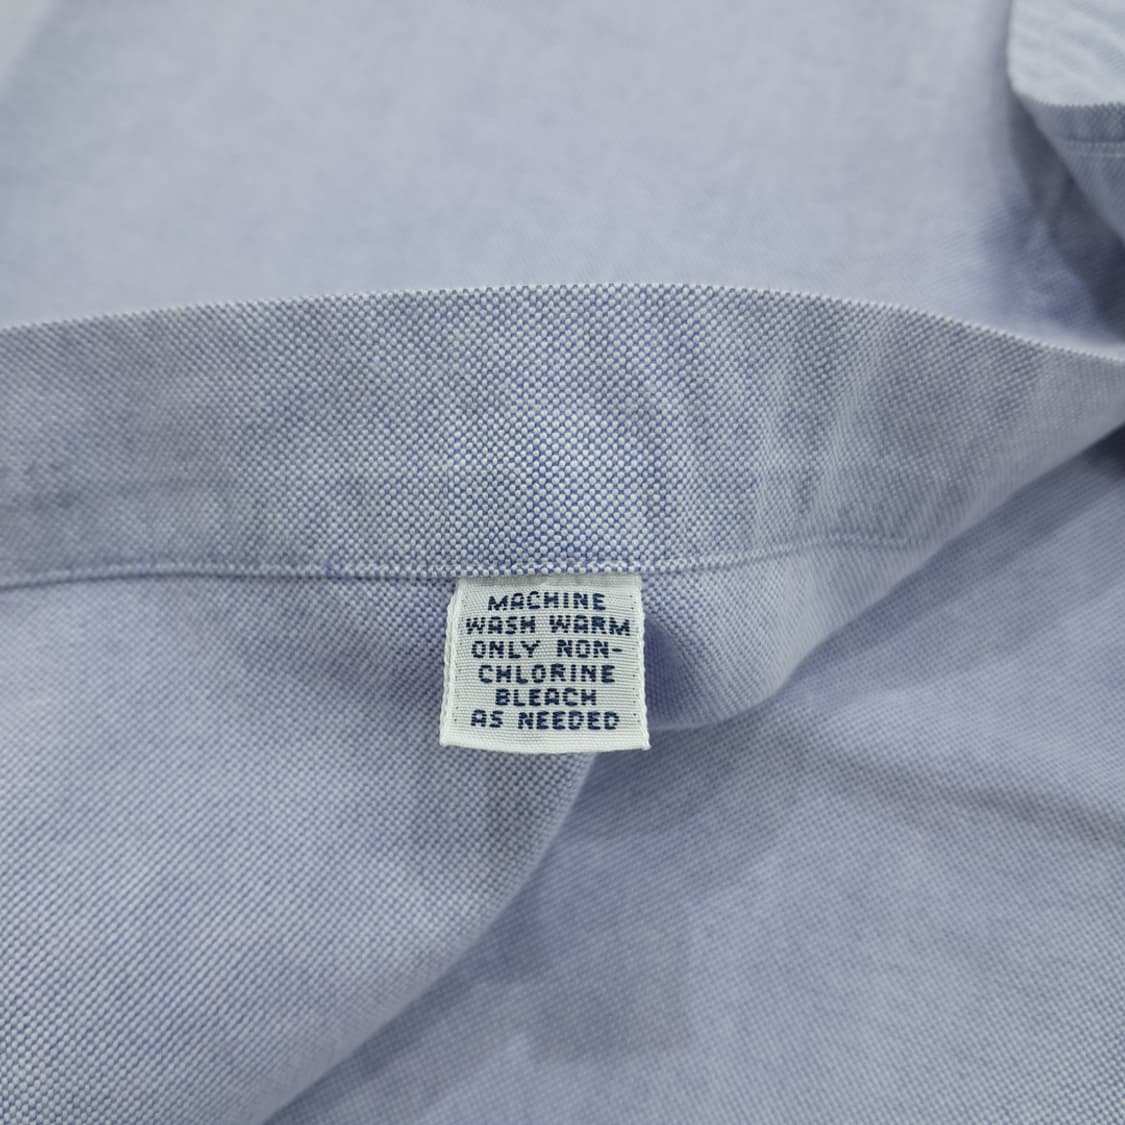 MACHINE
WASH WARM
ONLY NON-
CHLORINE
BLEACH
AS NEEDED